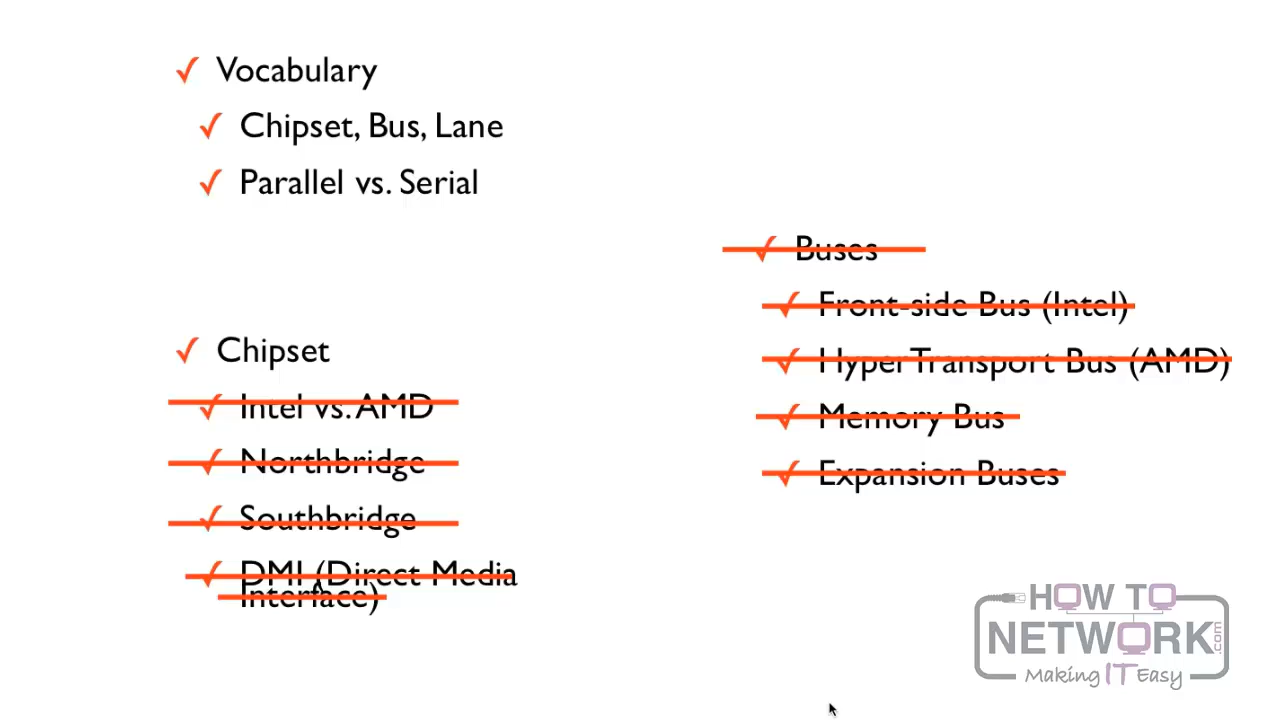 Vocabulary
Chipset, Bus, Lane
Parallel vs. Serial
Chipset
Intel vs. AMD
Northbridge
Southbridge
DMI (Direct Media
Interface)
Buses
Front-side Bus (Intel)
HyperTransport Bus (AMD)
Memory Bus
Expansion Buses
HOW TO
NETWORK.com
Making IT Easy